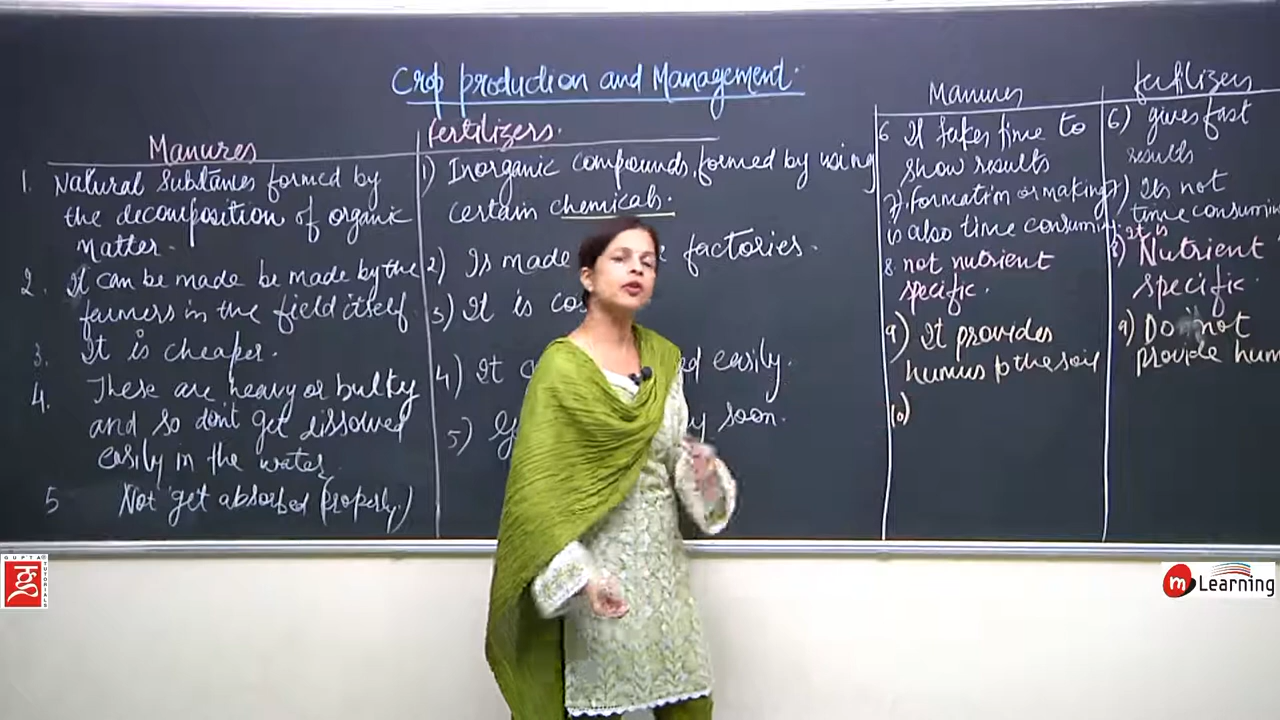 Crop production and Management.
Manures
fertilizers.
1. Natural Substances formed by
the decomposition of organic
Matter.
2. It can be made be made by the
farmers in the field itself.
3. It is cheaper.
4. These are heavy or bulky
and so don't get dissolved
easily in the water.
5 Not get absorbed properly.)
1) Inorganic compounds, formed by using
certain chemicals.
2) Is made factories.
3) It is
4) It easily.
5) soon.
Manures
6 It takes time to
show results
7. formation or making
is also time consuming
8. not nutrient
specific.
9) It provides
humus to the soil
10)
fertilizers
6) gives fast
results
7) Its not
time consumin
8) It is Nutrient
specific.
9) Do not
provide hum
GUPTA
TUTORIALS
m Learning